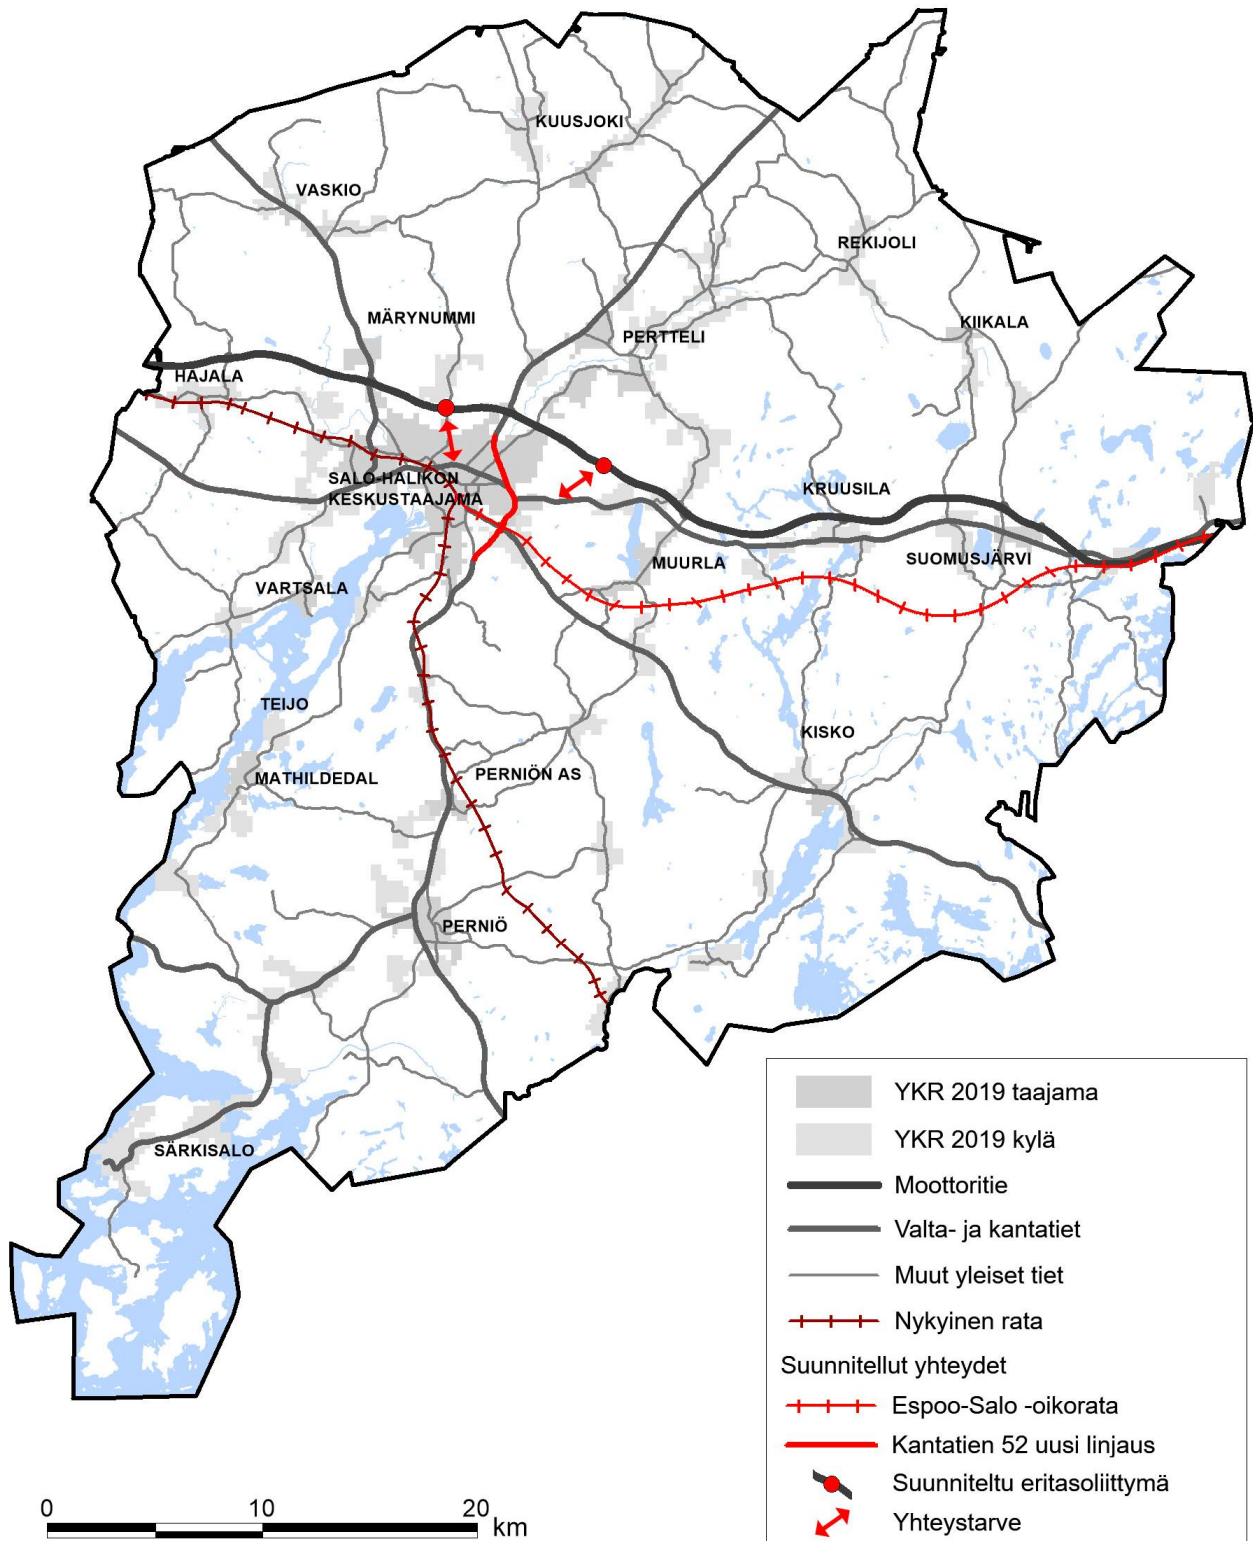 KUUSJOKI
VASKIO
REKIJOLI
MÄRYNUMMI
KIIKALA
PERTTELI
HAJALA
SALO-HALIKON
KESKUSTAAJAMA
KRUUSILA
MUURLA
SUOMUSJÄRVI
VARTSALA
TEIJO
KISKO
MATHILDEDAL
PERNIÖN AS
PERNIÖ
SÄRKISALO
YKR 2019 taajama
YKR 2019 kylä
Moottoritie
Valta- ja kantatiet
Muut yleiset tiet
Nykyinen rata
Suunnitellut yhteydet
Espoo-Salo -oikorata
Kantatien 52 uusi linjaus
Suunniteltu eritasoliittymä
Yhteystarve
0 10 20
km